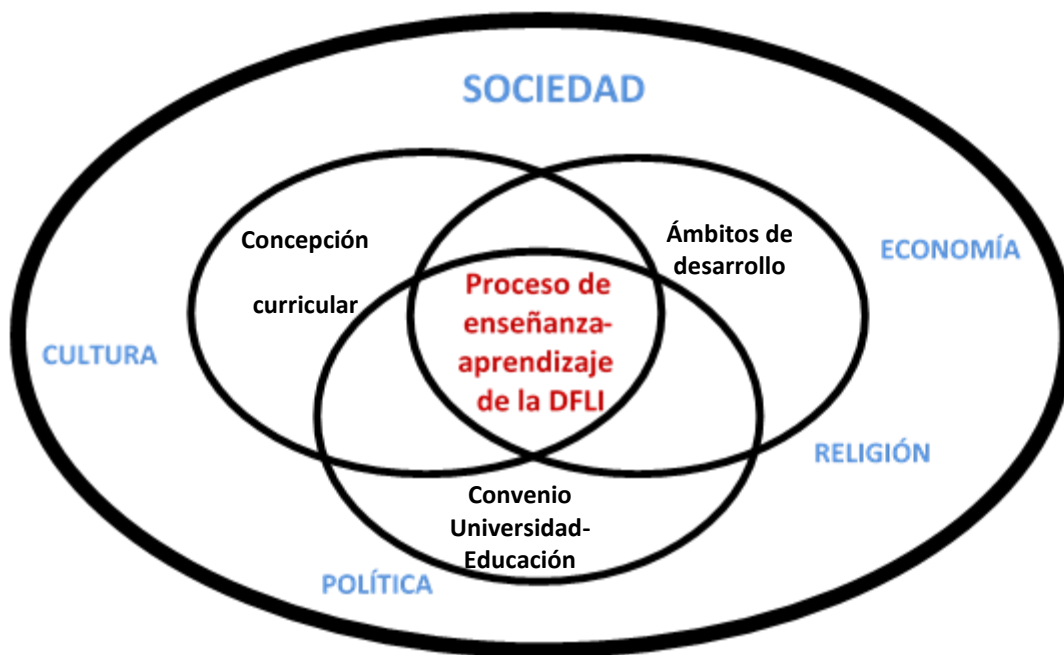 SOCIEDAD
Concepción
curricular
Ámbitos de
desarrollo
ECONOMÍA
Proceso de
enseñanza-
aprendizaje
de la DFLI
CULTURA
RELIGIÓN
Convenio
Universidad-
Educación
POLÍTICA